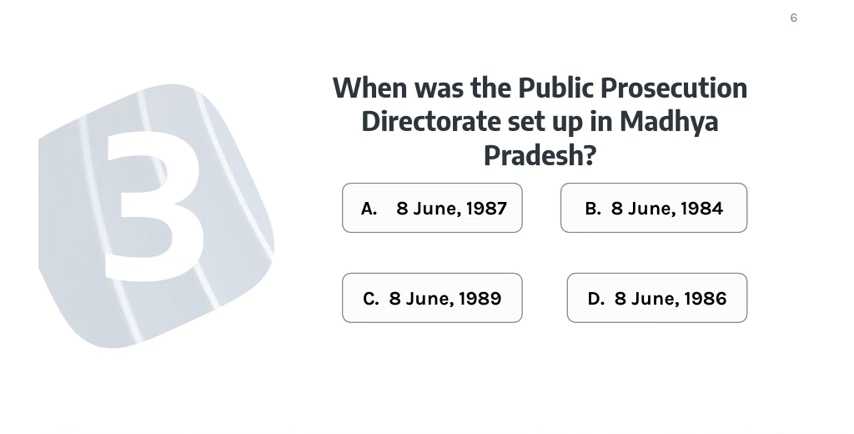 6
When was the Public Prosecution
Directorate set up in Madhya
Pradesh?
3
A. 8 June, 1987
B. 8 June, 1984
C. 8 June, 1989
D. 8 June, 1986